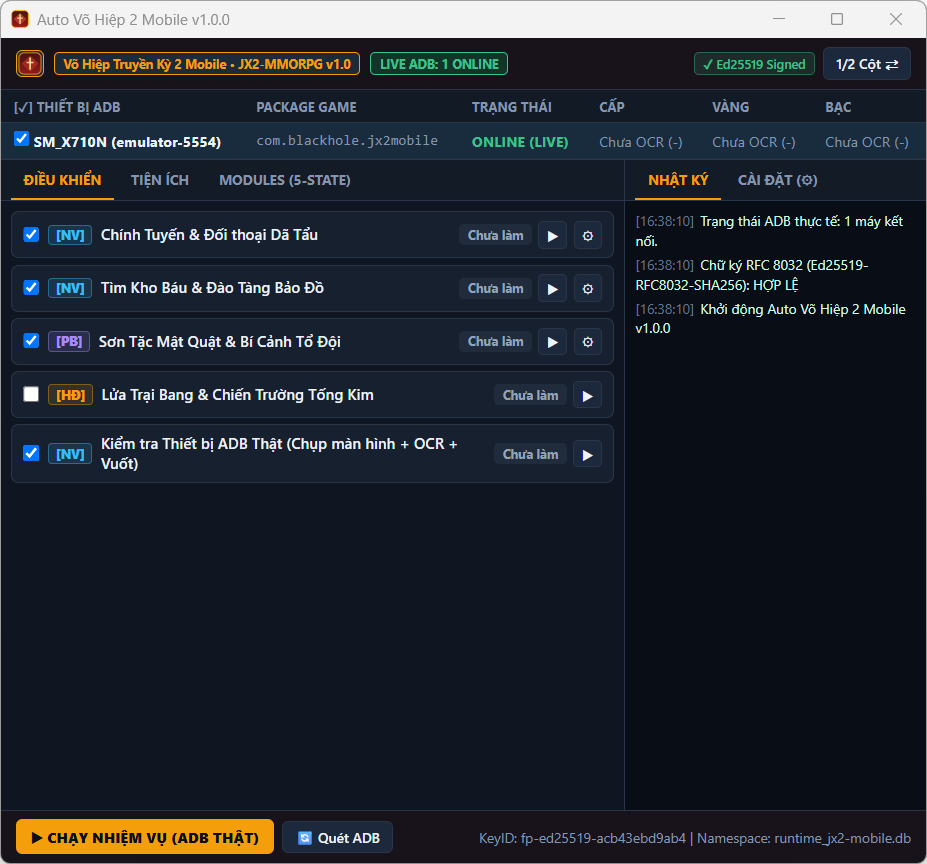 Auto Võ Hiệp 2 Mobile v1.0.0
Võ Hiệp Truyền Kỳ 2 Mobile • JX2-MMORPG v1.0
LIVE ADB: 1 ONLINE
✓ Ed25519 Signed
1/2 Cột ⇄
[✓] THIẾT BỊ ADB PACKAGE GAME TRẠNG THÁI CẤP VÀNG BẠC
SM_X710N (emulator-5554) com.blackhole.jx2mobile ONLINE (LIVE) Chưa OCR (-) Chưa OCR (-) Chưa OCR (-)
ĐIỀU KHIỂN TIỆN ÍCH MODULES (5-STATE)
[NV] Chính Tuyến & Đối thoại Dã Tẩu Chưa làm ▶ ⚙
[NV] Tìm Kho Báu & Đào Tàng Bảo Đồ Chưa làm ▶ ⚙
[PB] Sơn Tặc Mật Quật & Bí Cảnh Tổ Đội Chưa làm ▶ ⚙
[HĐ] Lửa Trại Bang & Chiến Trường Tống Kim Chưa làm ▶
[NV] Kiểm tra Thiết bị ADB Thật (Chụp màn hình + OCR +
Vuốt) Chưa làm ▶
NHẬT KÝ CÀI ĐẶT (⚙)
[16:38:10] Trạng thái ADB thực tế: 1 máy kết
nối.
[16:38:10] Chữ ký RFC 8032 (Ed25519-
RFC8032-SHA256): HỢP LỆ
[16:38:10] Khởi động Auto Võ Hiệp 2 Mobile
v1.0.0
▶ CHẠY NHIỆM VỤ (ADB THẬT)
🔄 Quét ADB
KeyID: fp-ed25519-acb43ebd9ab4 | Namespace: runtime_jx2-mobile.db